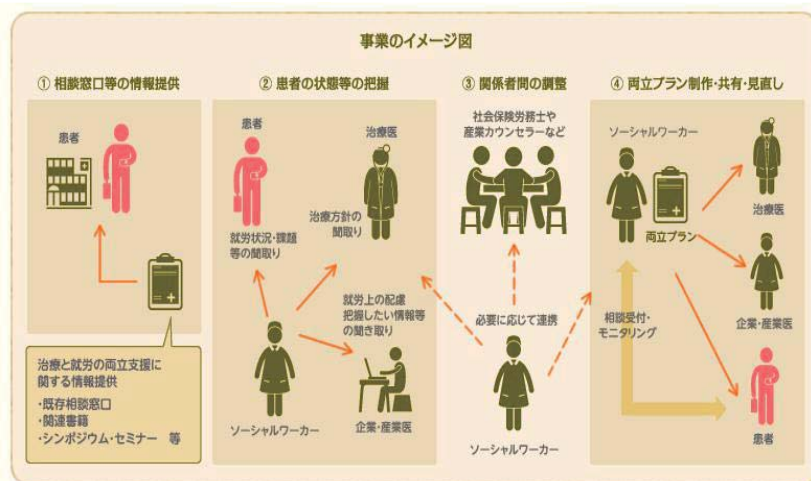 事業のイメージ図
① 相談窓口等の情報提供
患者
治療と就労の両立支援に
関する情報提供
・既存相談窓口
・関連書籍
・シンポジウム・セミナー 等
② 患者の状態等の把握
患者
治療医
就労状況・課題
等の聞取り
治療方針の
聞取り
就労上の配慮
把握したい情報等
の聞き取り
ソーシャルワーカー
企業・産業医
③ 関係者間の調整
社会保険労務士や
産業カウンセラーなど
必要に応じて連携
ソーシャルワーカー
④ 両立プラン制作・共有・見直し
ソーシャルワーカー
両立プラン
治療医
企業・産業医
相談受付・
モニタリング
患者